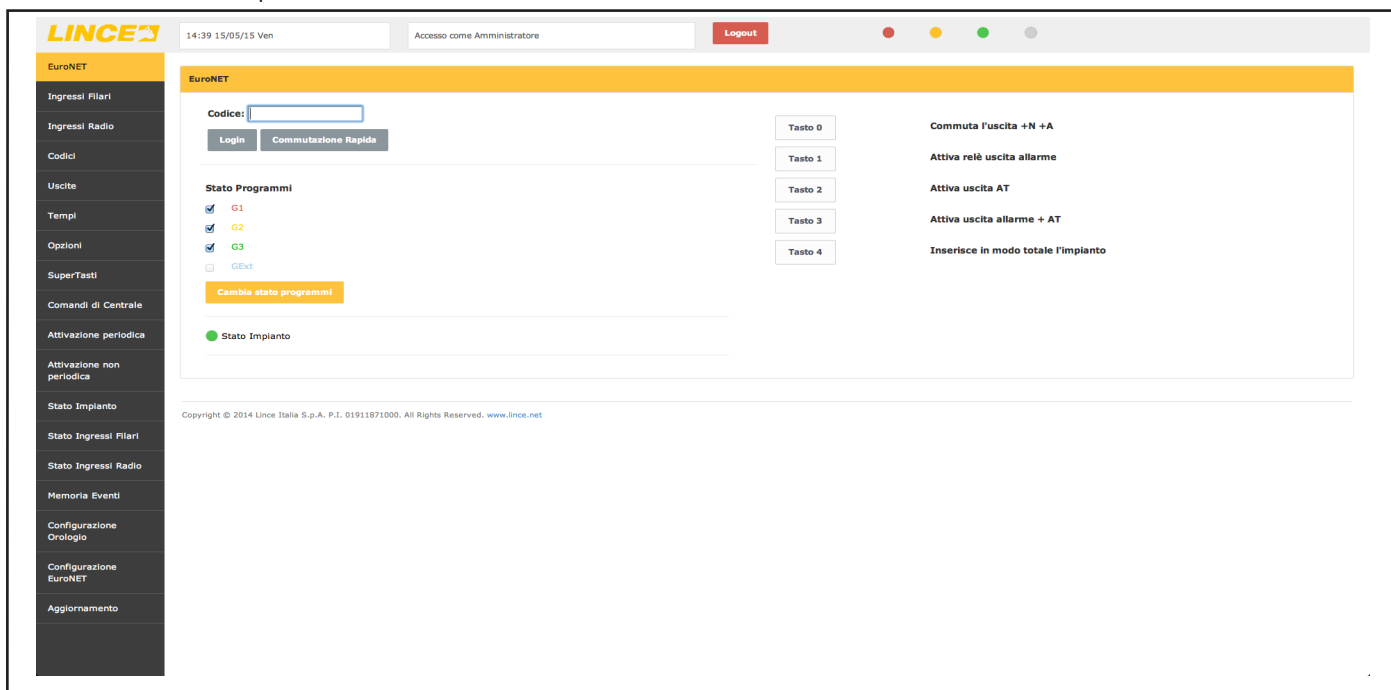 LINCE
14:39 15/05/15 Ven
Accesso come Amministratore
Logout
EuroNET
Ingressi Filari
Ingressi Radio
Codici
Uscite
Tempi
Opzioni
SuperTasti
Comandi di Centrale
Attivazione periodica
Attivazione non
periodica
Stato Impianto
Stato Ingressi Filari
Stato Ingressi Radio
Memoria Eventi
Configurazione
Orologio
Configurazione
EuroNET
Aggiornamento
EuroNET
Codice:
Login
Commutazione Rapida
Stato Programmi
G1
G2
G3
GExt
Cambia stato programmi
Stato Impianto
Tasto 0
Commuta l'uscita +N +A
Tasto 1
Attiva relè uscita allarme
Tasto 2
Attiva uscita AT
Tasto 3
Attiva uscita allarme + AT
Tasto 4
Inserisce in modo totale l'impianto
Copyright © 2014 Lince Italia S.p.A. P.I. 01911871000. All Rights Reserved. www.lince.net